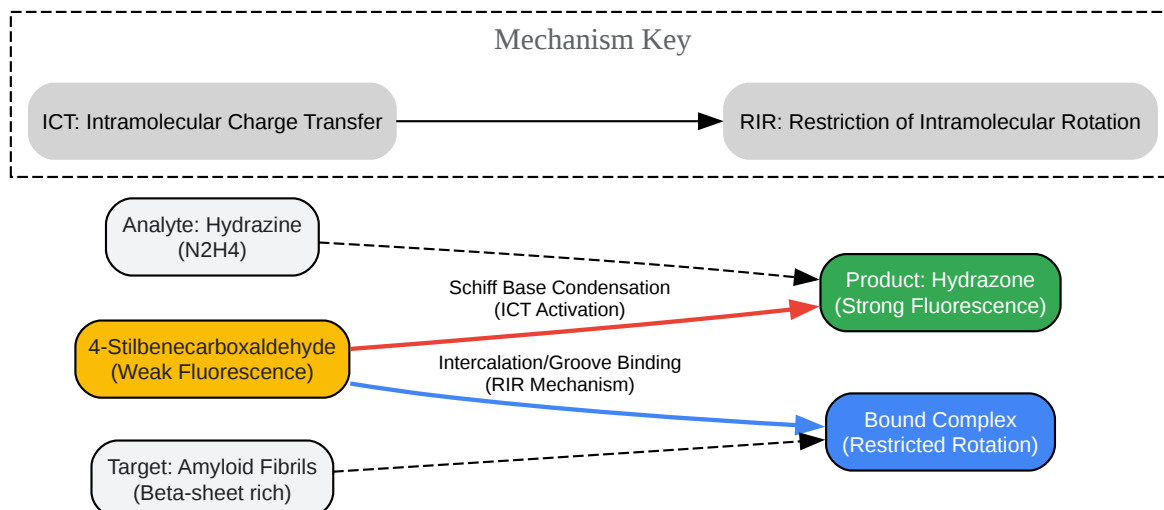 Mechanism Key
ICT: Intramolecular Charge Transfer
RIR: Restriction of Intramolecular Rotation
Analyte: Hydrazine
(N2H4)
Schiff Base Condensation
(ICT Activation)
Product: Hydrazone
(Strong Fluorescence)
4-Stilbenecarboxaldehyde
(Weak Fluorescence)
Intercalation/Groove Binding
(RIR Mechanism)
Bound Complex
(Restricted Rotation)
Target: Amyloid Fibrils
(Beta-sheet rich)